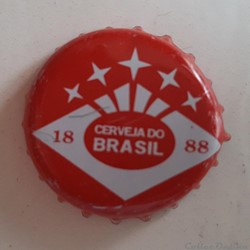 CERVEJA DO
18 BRASIL 88